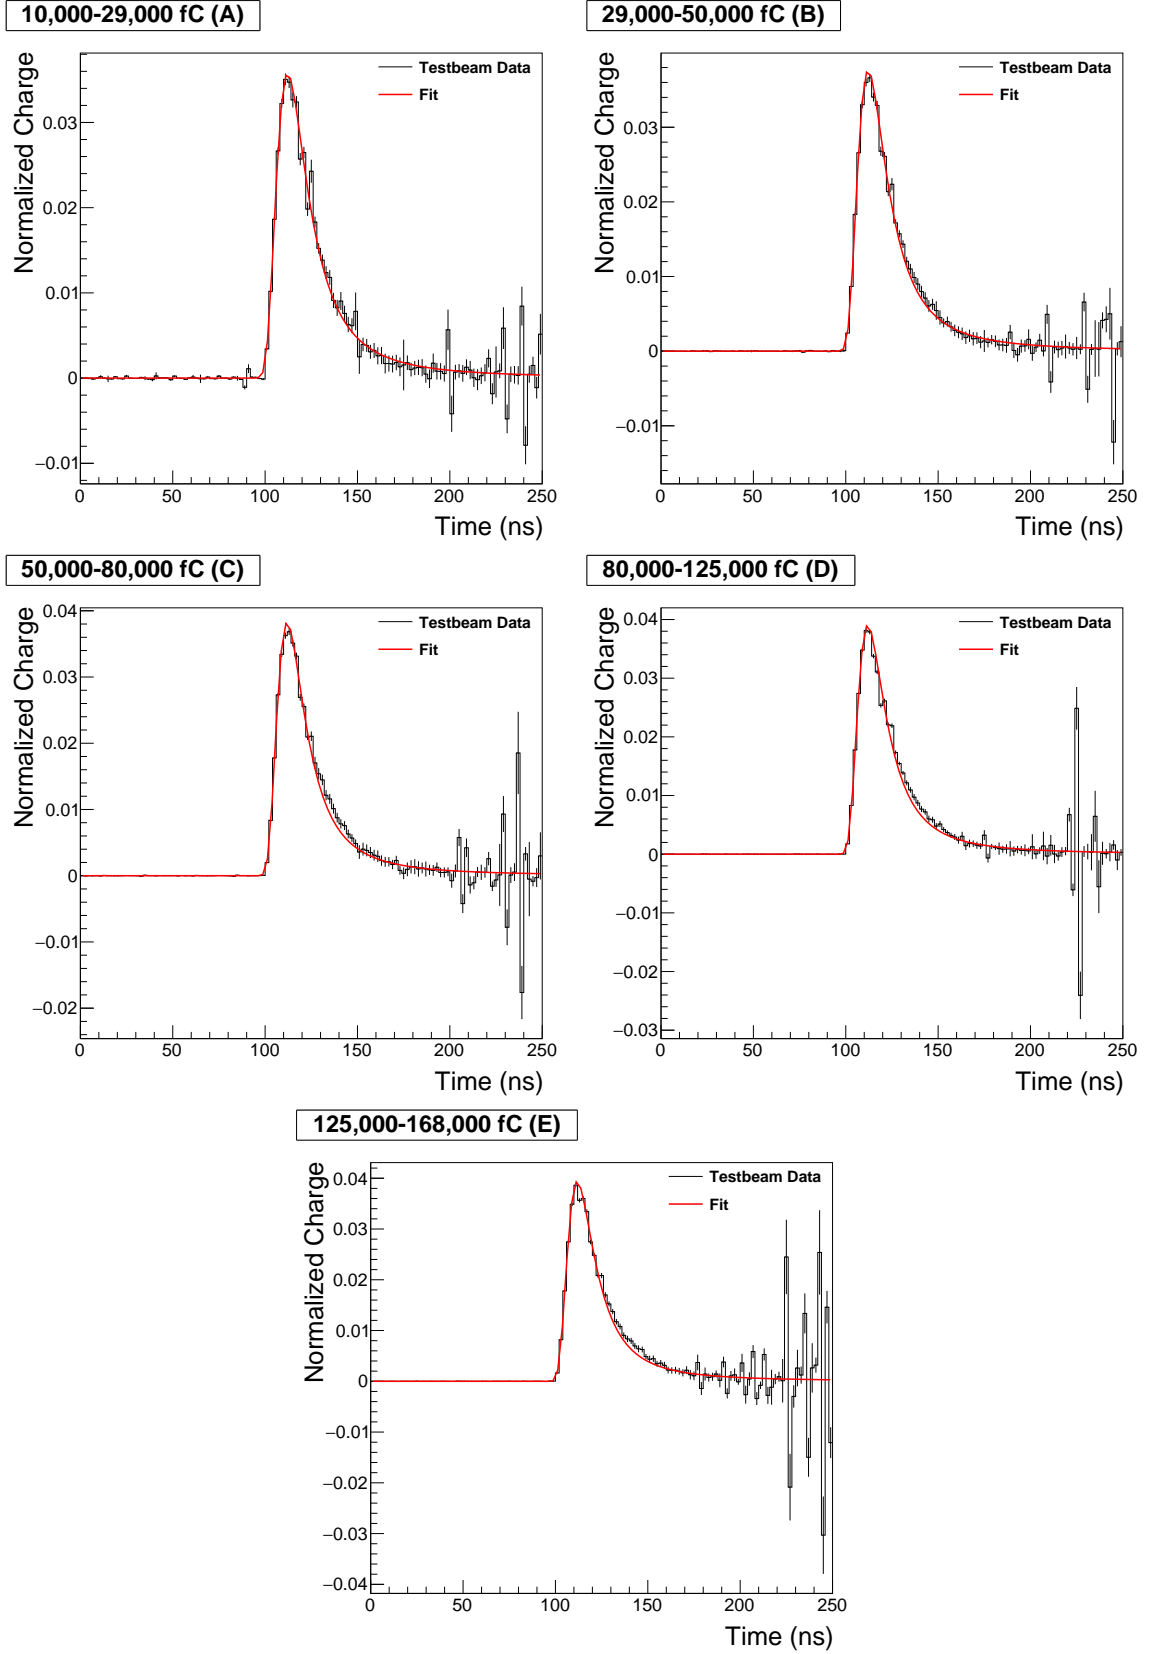 10,000-29,000 fC (A)
Normalized Charge
Testbeam Data
Fit
0.03
0.02
0.01
0
−0.01
0 50 100 150 200 250
Time (ns)
29,000-50,000 fC (B)
Normalized Charge
Testbeam Data
Fit
0.03
0.02
0.01
0
−0.01
0 50 100 150 200 250
Time (ns)
50,000-80,000 fC (C)
Normalized Charge
Testbeam Data
Fit
0.04
0.03
0.02
0.01
0
−0.01
−0.02
0 50 100 150 200 250
Time (ns)
80,000-125,000 fC (D)
Normalized Charge
Testbeam Data
Fit
0.04
0.03
0.02
0.01
0
−0.01
−0.02
−0.03
0 50 100 150 200 250
Time (ns)
125,000-168,000 fC (E)
Normalized Charge
Testbeam Data
Fit
0.04
0.03
0.02
0.01
0
−0.01
−0.02
−0.03
−0.04
0 50 100 150 200 250
Time (ns)